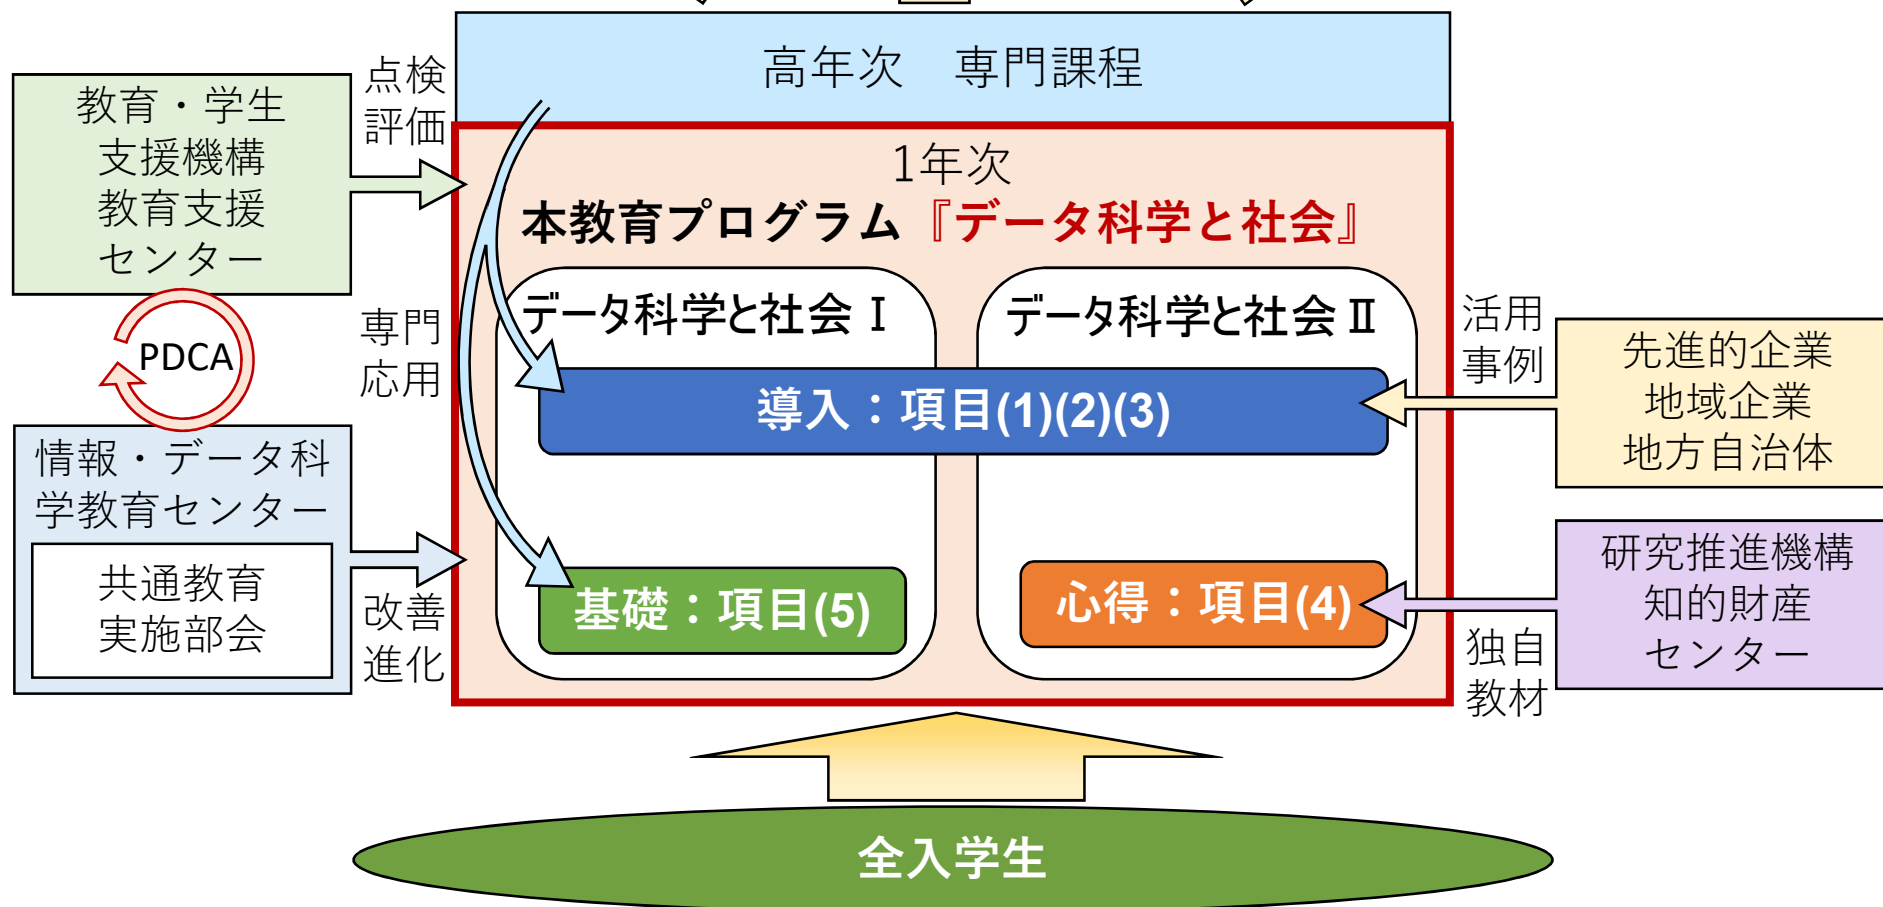 高年次　専門課程
点検
評価
教育・学生
支援機構
教育支援
センター
1年次
本教育プログラム『データ科学と社会』
データ科学と社会 Ⅰ
データ科学と社会 Ⅱ
専門
応用
PDCA
導入：項目(1)(2)(3)
活用
事例
先進的企業
地域企業
地方自治体
情報・データ科
学教育センター
共通教育
実施部会
改善
進化
基礎：項目(5)
心得：項目(4)
研究推進機構
知的財産
センター
独自
教材
全入学生